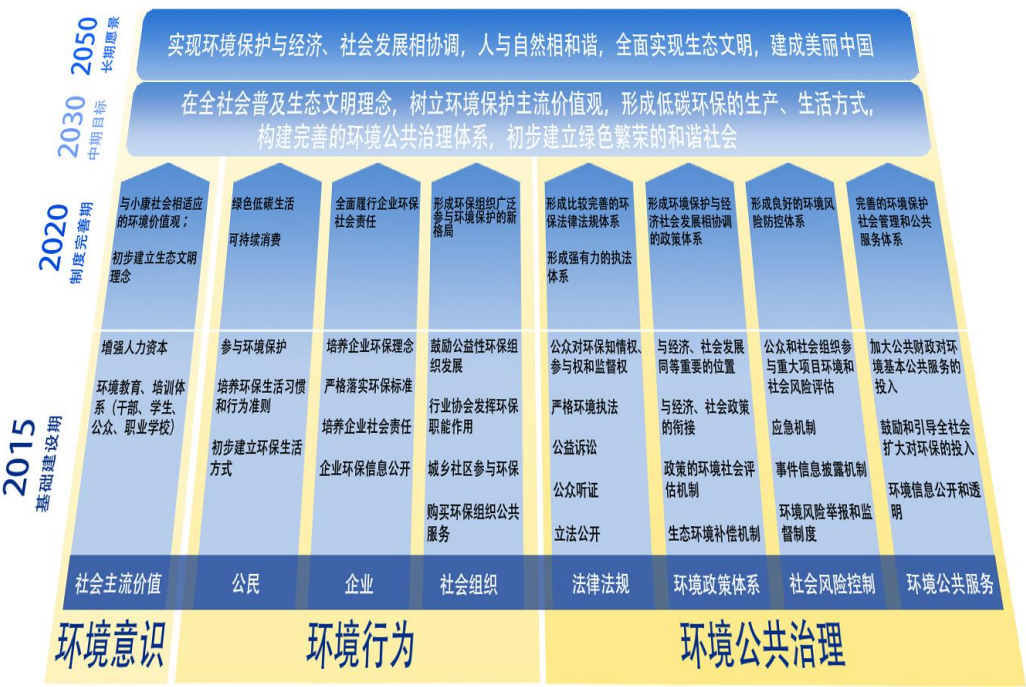 2050
长期愿景
实现环境保护与经济、社会发展相协调，人与自然相和谐，全面实现生态文明，建成美丽中国
2030
中期目标
在全社会普及生态文明理念，树立环境保护主流价值观，形成低碳环保的生产、生活方式，
构建完善的环境公共治理体系，初步建立绿色繁荣的和谐社会
2020
制度完善期
与小康社会相适应
的环境价值观；
初步建立生态文明
理念
绿色低碳生活
可持续消费
全面履行企业环保
社会责任
形成环保组织广泛
参与环境保护的新
格局
形成比较完善的环
保法律法规体系
形成强有力的执法
体系
形成环境保护与经
济社会发展相协调
的政策体系
形成良好的环境风
险防控体系
完善的环境保护
社会管理和公共
服务体系
2015
基础建设期
增强人力资本
环境教育、培训体
系（干部、学生、
公众、职业学校）
参与环境保护
培养环保生活习惯
和行为准则
初步建立环保生活
方式
培养企业环保理念
严格落实环保标准
培养企业社会责任
企业环保信息公开
鼓励公益性环保组
织发展
行业协会发挥环保
职能作用
城乡社区参与环保
购买环保组织公共
服务
公众对环保知情权、
参与权和监督权
严格环境执法
公益诉讼
公众听证
立法公开
与经济、社会发展
同等重要的位置
与经济、社会政策
的衔接
政策的环境社会评
估机制
生态环境补偿机制
公众和社会组织参
与重大项目环境和
社会风险评估
应急机制
事件信息披露机制
环境风险举报和监
督制度
加大公共财政对环
境基本公共服务的
投入
鼓励和引导全社会
扩大对环保的投入
环境信息公开和透
明
社会主流价值
公民
企业
社会组织
法律法规
环境政策体系
社会风险控制
环境公共服务
环境意识
环境行为
环境公共治理